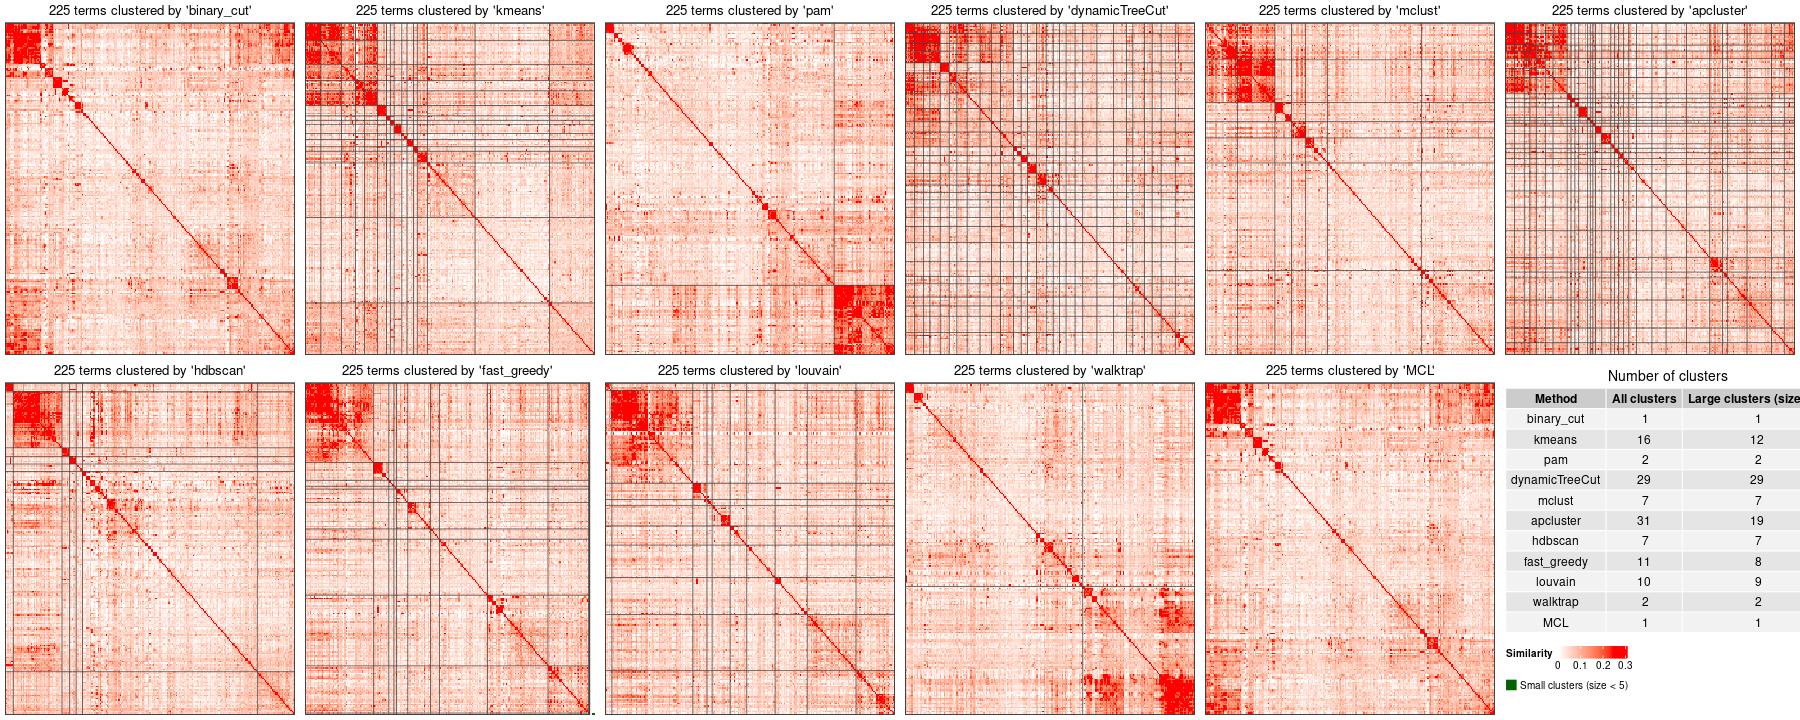 225 terms clustered by 'binary_cut'
225 terms clustered by 'kmeans'
225 terms clustered by 'pam'
225 terms clustered by 'dynamicTreeCut'
225 terms clustered by 'mclust'
225 terms clustered by 'apcluster'
225 terms clustered by 'hdbscan'
225 terms clustered by 'fast_greedy'
225 terms clustered by 'louvain'
225 terms clustered by 'walktrap'
225 terms clustered by 'MCL'
Number of clusters
Method All clusters Large clusters (size
binary_cut 1 1
kmeans 16 12
pam 2 2
dynamicTreeCut 29 29
mclust 7 7
apcluster 31 19
hdbscan 7 7
fast_greedy 11 8
louvain 10 9
walktrap 2 2
MCL 1 1
Similarity
0 0.1 0.2 0.3
Small clusters (size < 5)